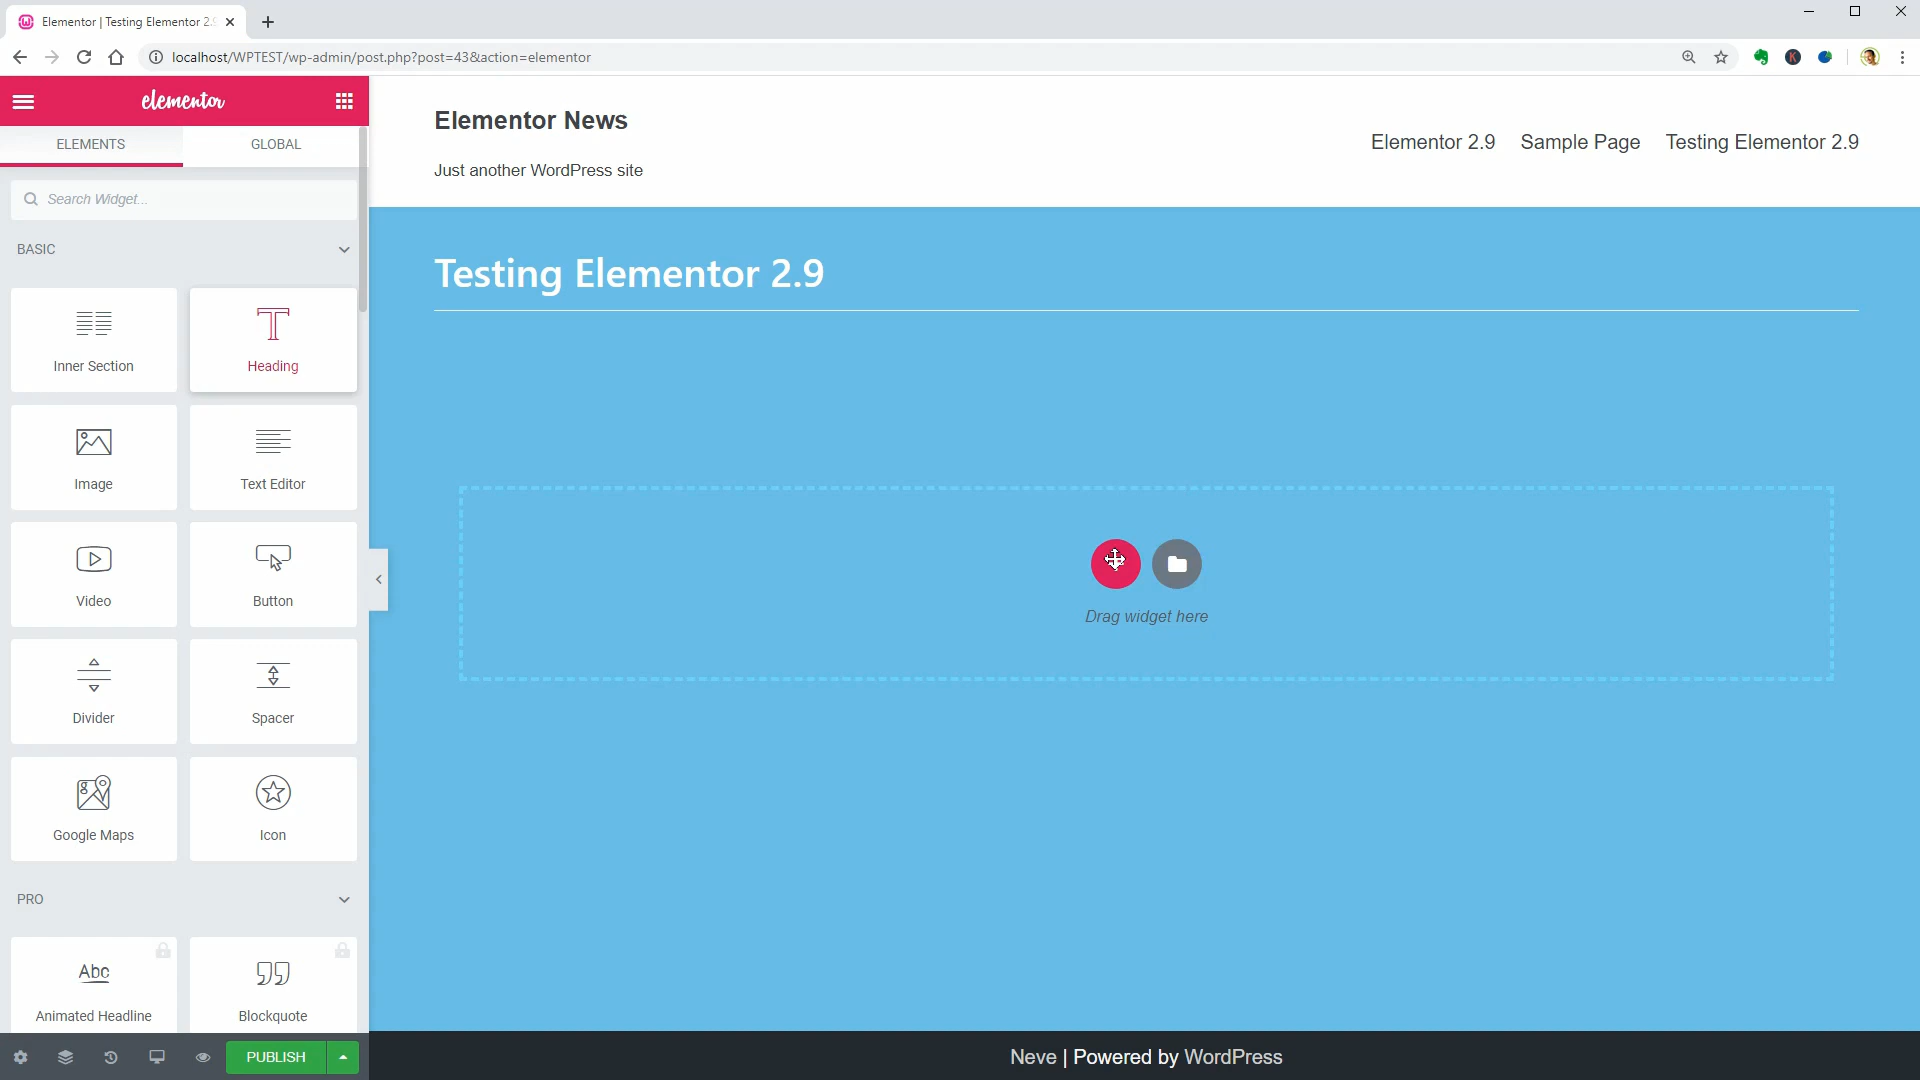 Elementor | Testing Elementor 2.9
localhost/WPTEST/wp-admin/post.php?post=43&action=elementor
elementor
ELEMENTS
GLOBAL
Search Widget...
BASIC
Inner Section
Heading
Image
Text Editor
Video
Button
Divider
Spacer
Google Maps
Icon
PRO
Abc
Animated Headline
Blockquote
PUBLISH
Elementor News
Just another WordPress site
Elementor 2.9
Sample Page
Testing Elementor 2.9
Testing Elementor 2.9
Drag widget here
Neve | Powered by WordPress